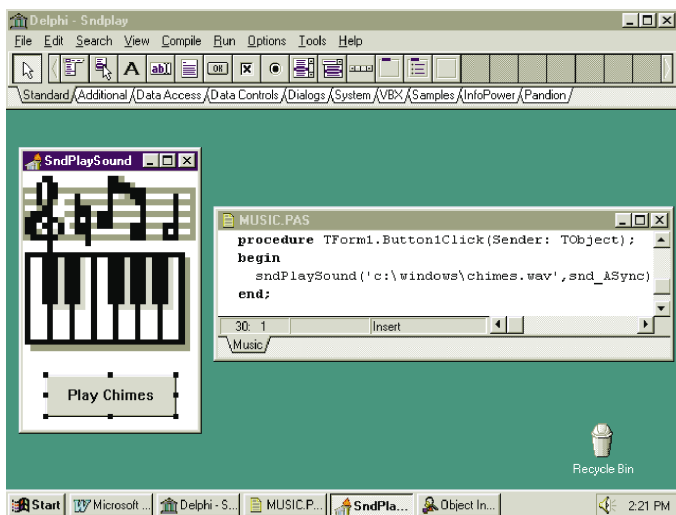 Delphi - Sndplay
File Edit Search View Compile Run Options Tools Help
A ab OK
Standard Additional Data Access Data Controls Dialogs System VBX Samples InfoPower Pandion
SndPlaySound
MUSIC.PAS
procedure TForm1.Button1Click(Sender: TObject);
begin
sndPlaySound('c:\windows\chimes.wav',snd_ASync)
end;
30: 1 Insert
Music
Play Chimes
Recycle Bin
Start Microsoft ... Delphi - S... MUSIC.P... SndPla... Object In... 2:21 PM